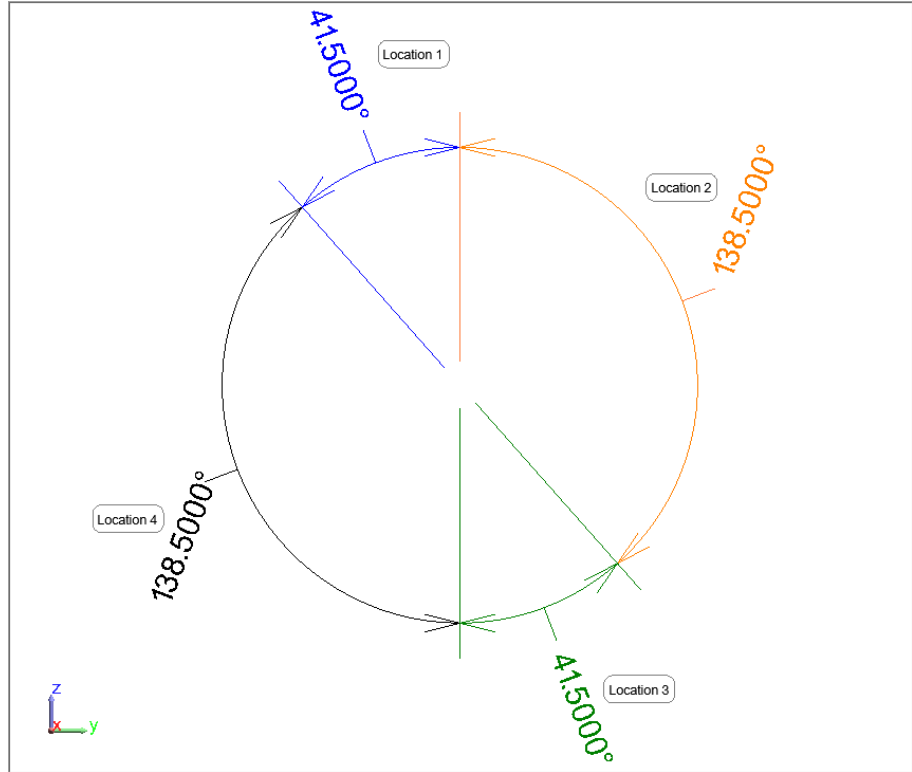 41.5000°
Location 1
Location 2
138.5000°
138.5000°
Location 4
41.5000°
Location 3
z
x
y